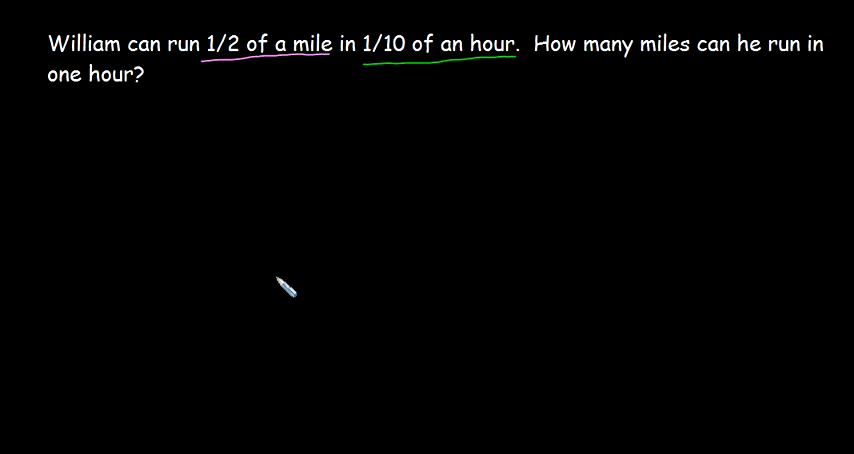 William can run 1/2 of a mile in 1/10 of an hour.  How many miles can he run in
one hour?